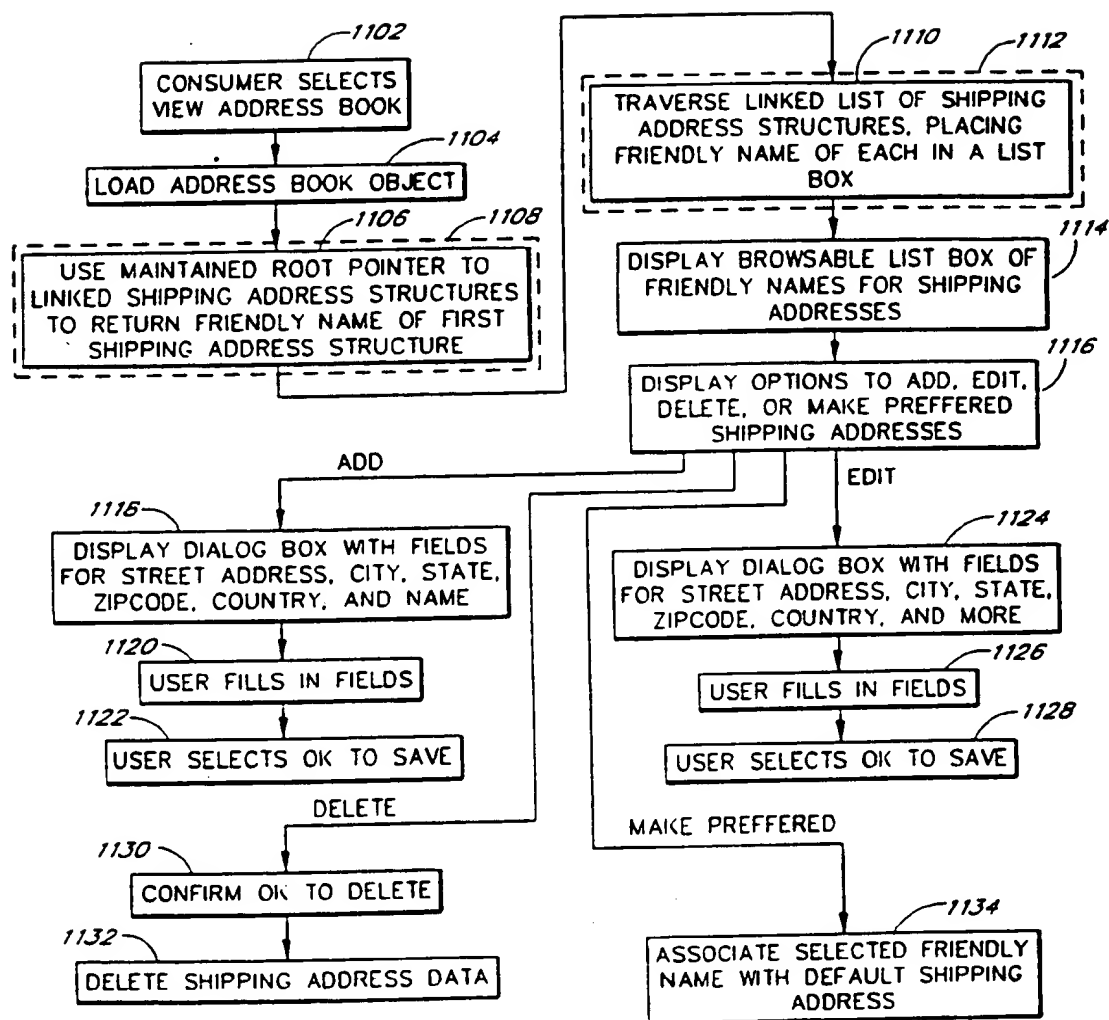 1102
CONSUMER SELECTS
VIEW ADDRESS BOOK
1104
LOAD ADDRESS BOOK OBJECT
1106
1108
USE MAINTAINED ROOT POINTER TO
LINKED SHIPPING ADDRESS STRUCTURES
TO RETURN FRIENDLY NAME OF FIRST
SHIPPING ADDRESS STRUCTURE
1110
1112
TRAVERSE LINKED LIST OF SHIPPING
ADDRESS STRUCTURES, PLACING
FRIENDLY NAME OF EACH IN A LIST
BOX
1114
DISPLAY BROWSABLE LIST BOX OF
FRIENDLY NAMES FOR SHIPPING
ADDRESSES
1116
DISPLAY OPTIONS TO ADD, EDIT,
DELETE, OR MAKE PREFFERED
SHIPPING ADDRESSES
ADD
1116
DISPLAY DIALOG BOX WITH FIELDS
FOR STREET ADDRESS, CITY, STATE,
ZIPCODE, COUNTRY, AND NAME
1120
USER FILLS IN FIELDS
1122
USER SELECTS OK TO SAVE
EDIT
1124
DISPLAY DIALOG BOX WITH FIELDS
FOR STREET ADDRESS, CITY, STATE,
ZIPCODE, COUNTRY, AND MORE
1126
USER FILLS IN FIELDS
1128
USER SELECTS OK TO SAVE
DELETE
1130
CONFIRM OK TO DELETE
1132
DELETE SHIPPING ADDRESS DATA
MAKE PREFFERED
1134
ASSOCIATE SELECTED FRIENDLY
NAME WITH DEFAULT SHIPPING
ADDRESS